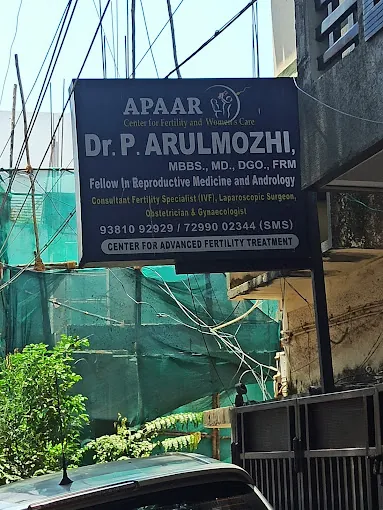 APAAR
Center for Fertility and Women's Care
Dr. P. ARULMOZHI,
MBBS., MD., DGO., FRM
Fellow In Reproductive Medicine and Andrology
Consultant Fertility Specialist (IVF), Laparoscopic Surgeon,
Obstetrician & Gynaecologist
93810 92929 / 72990 02344 (SMS)
CENTER FOR ADVANCED FERTILITY TREATMENT